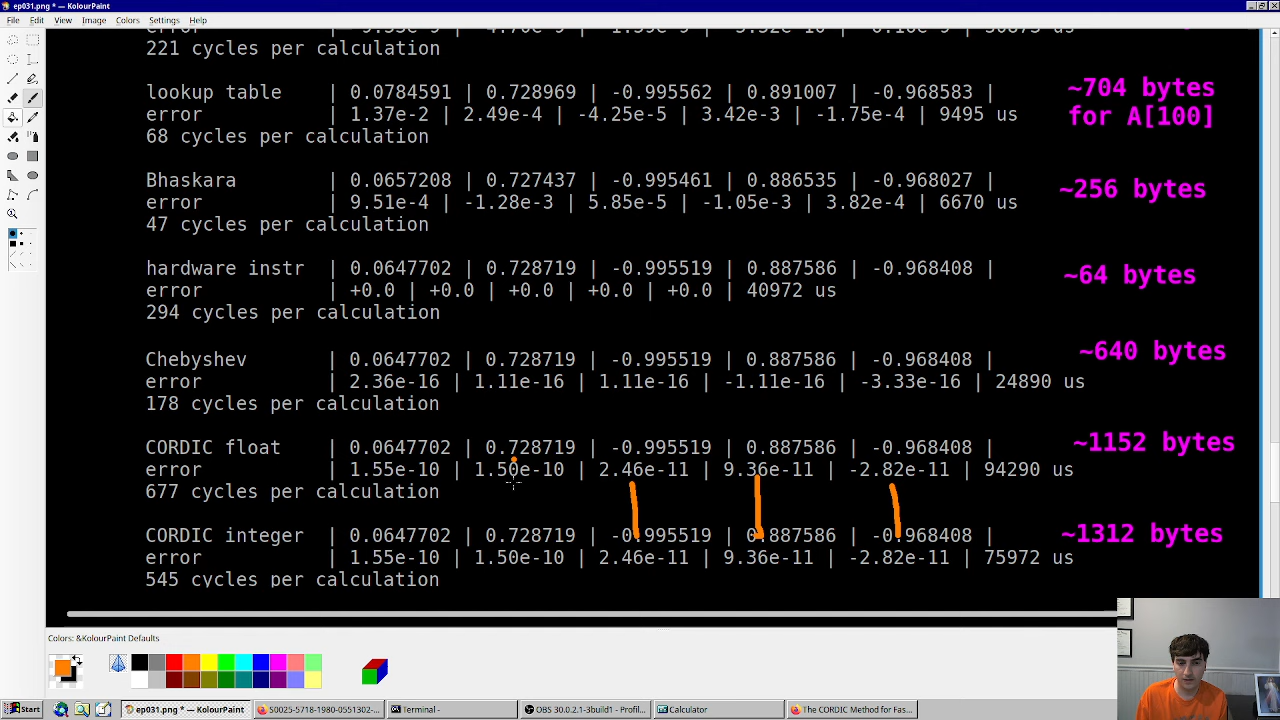 ep031.png * — KolourPaint
File Edit View Image Colors Settings Help
221 cycles per calculation
lookup table | 0.0784591 | 0.728969 | -0.995562 | 0.891007 | -0.968583 |
error | 1.37e-2 | 2.49e-4 | -4.25e-5 | 3.42e-3 | -1.75e-4 | 9495 us
68 cycles per calculation
~704 bytes
for A[100]
Bhaskara | 0.0657208 | 0.727437 | -0.995461 | 0.886535 | -0.968027 |
error | 9.51e-4 | -1.28e-3 | 5.85e-5 | -1.05e-3 | 3.82e-4 | 6670 us
47 cycles per calculation
~256 bytes
hardware instr | 0.0647702 | 0.728719 | -0.995519 | 0.887586 | -0.968408 |
error | +0.0 | +0.0 | +0.0 | +0.0 | +0.0 | 40972 us
294 cycles per calculation
~64 bytes
Chebyshev | 0.0647702 | 0.728719 | -0.995519 | 0.887586 | -0.968408 |
error | 2.36e-16 | 1.11e-16 | 1.11e-16 | -1.11e-16 | -3.33e-16 | 24890 us
178 cycles per calculation
~640 bytes
CORDIC float | 0.0647702 | 0.728719 | -0.995519 | 0.887586 | -0.968408 |
error | 1.55e-10 | 1.50e-10 | 2.46e-11 | 9.36e-11 | -2.82e-11 | 94290 us
677 cycles per calculation
~1152 bytes
CORDIC integer | 0.0647702 | 0.728719 | -0.995519 | 0.887586 | -0.968408 |
error | 1.55e-10 | 1.50e-10 | 2.46e-11 | 9.36e-11 | -2.82e-11 | 75972 us
545 cycles per calculation
~1312 bytes
Colors: &KolourPaint Defaults
Start ep031.png * — KolourPaint S0025-5718-1980-0551302-... Terminal - OBS 30.0.2.1-3build1 - Profil... Calculator The CORDIC Method for Fas...